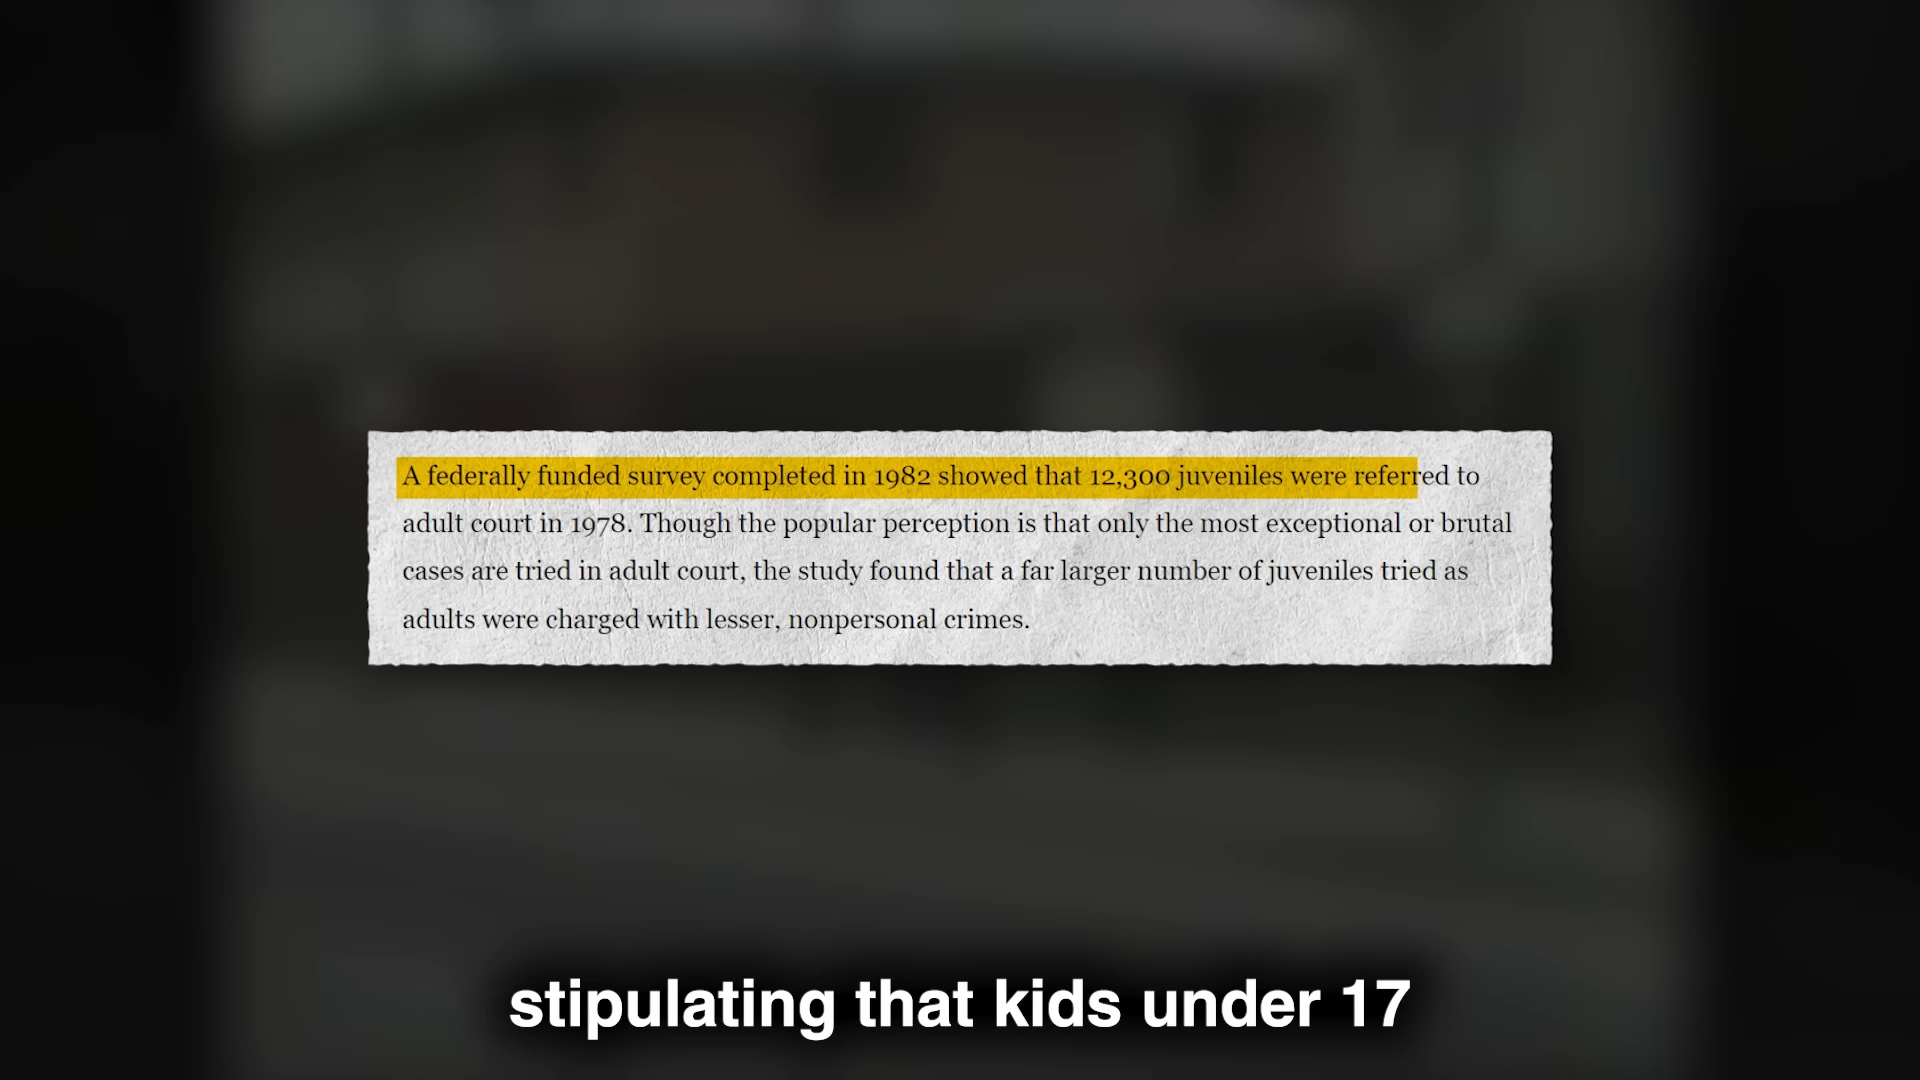 A federally funded survey completed in 1982 showed that 12,300 juveniles were referred to
adult court in 1978. Though the popular perception is that only the most exceptional or brutal
cases are tried in adult court, the study found that a far larger number of juveniles tried as
adults were charged with lesser, nonpersonal crimes.
stipulating that kids under 17